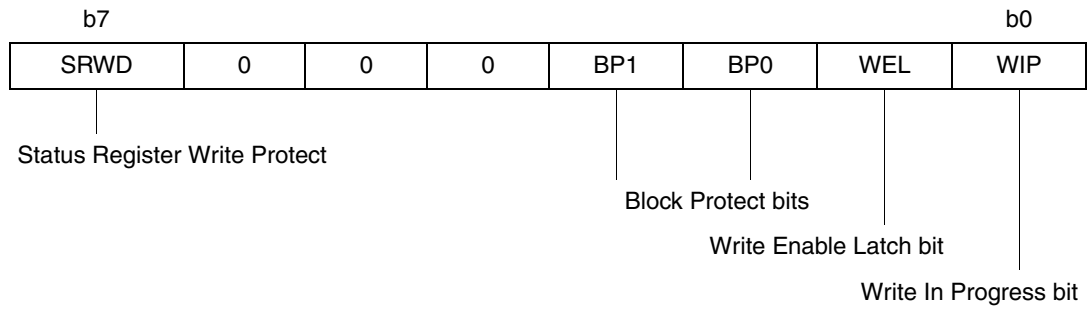 b7 b0
SRWD 0 0 0 BP1 BP0 WEL WIP
Status Register Write Protect
Block Protect bits
Write Enable Latch bit
Write In Progress bit